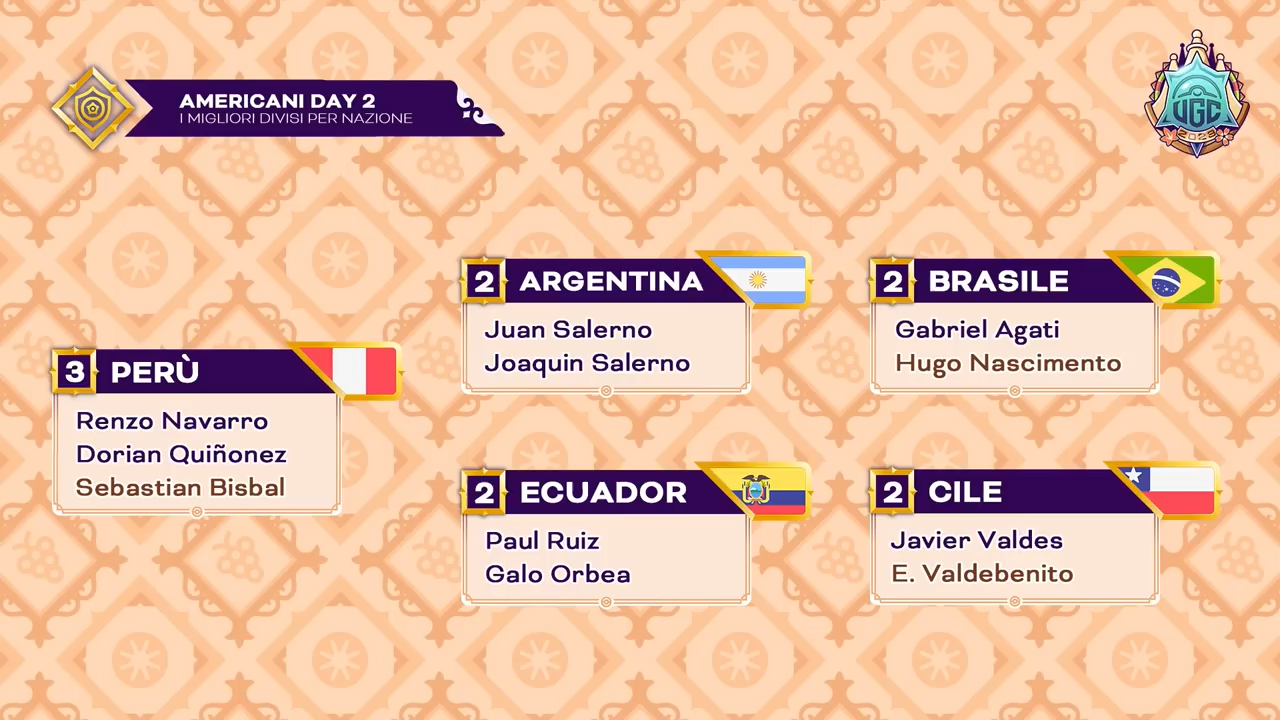 AMERICANI DAY 2
I MIGLIORI DIVISI PER NAZIONE
UGC
3 PERÙ
Renzo Navarro
Dorian Quiñonez
Sebastian Bisbal
2 ARGENTINA
Juan Salerno
Joaquin Salerno
2 BRASILE
Gabriel Agati
Hugo Nascimento
2 ECUADOR
Paul Ruiz
Galo Orbea
2 CILE
Javier Valdes
E. Valdebenito